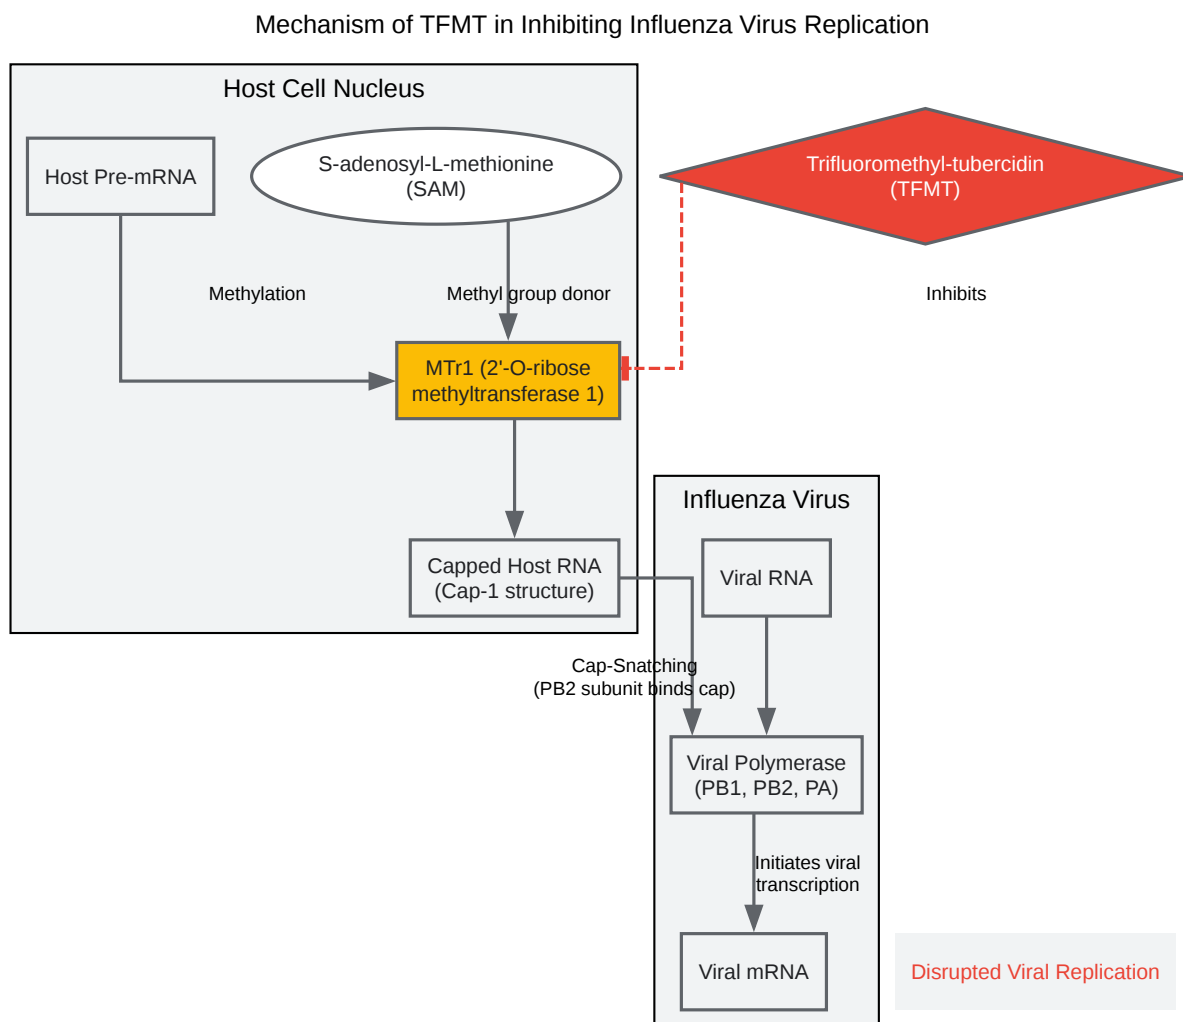 Mechanism of TFMT in Inhibiting Influenza Virus Replication
Host Cell Nucleus
Host Pre-mRNA
S-adenosyl-L-methionine
(SAM)
Trifluoromethyl-tubercidin
(TFMT)
Methylation
Methyl group donor
Inhibits
MTr1 (2'-O-ribose
methyltransferase 1)
Influenza Virus
Capped Host RNA
(Cap-1 structure)
Viral RNA
Cap-Snatching
(PB2 subunit binds cap)
Viral Polymerase
(PB1, PB2, PA)
Initiates viral
transcription
Viral mRNA
Disrupted Viral Replication